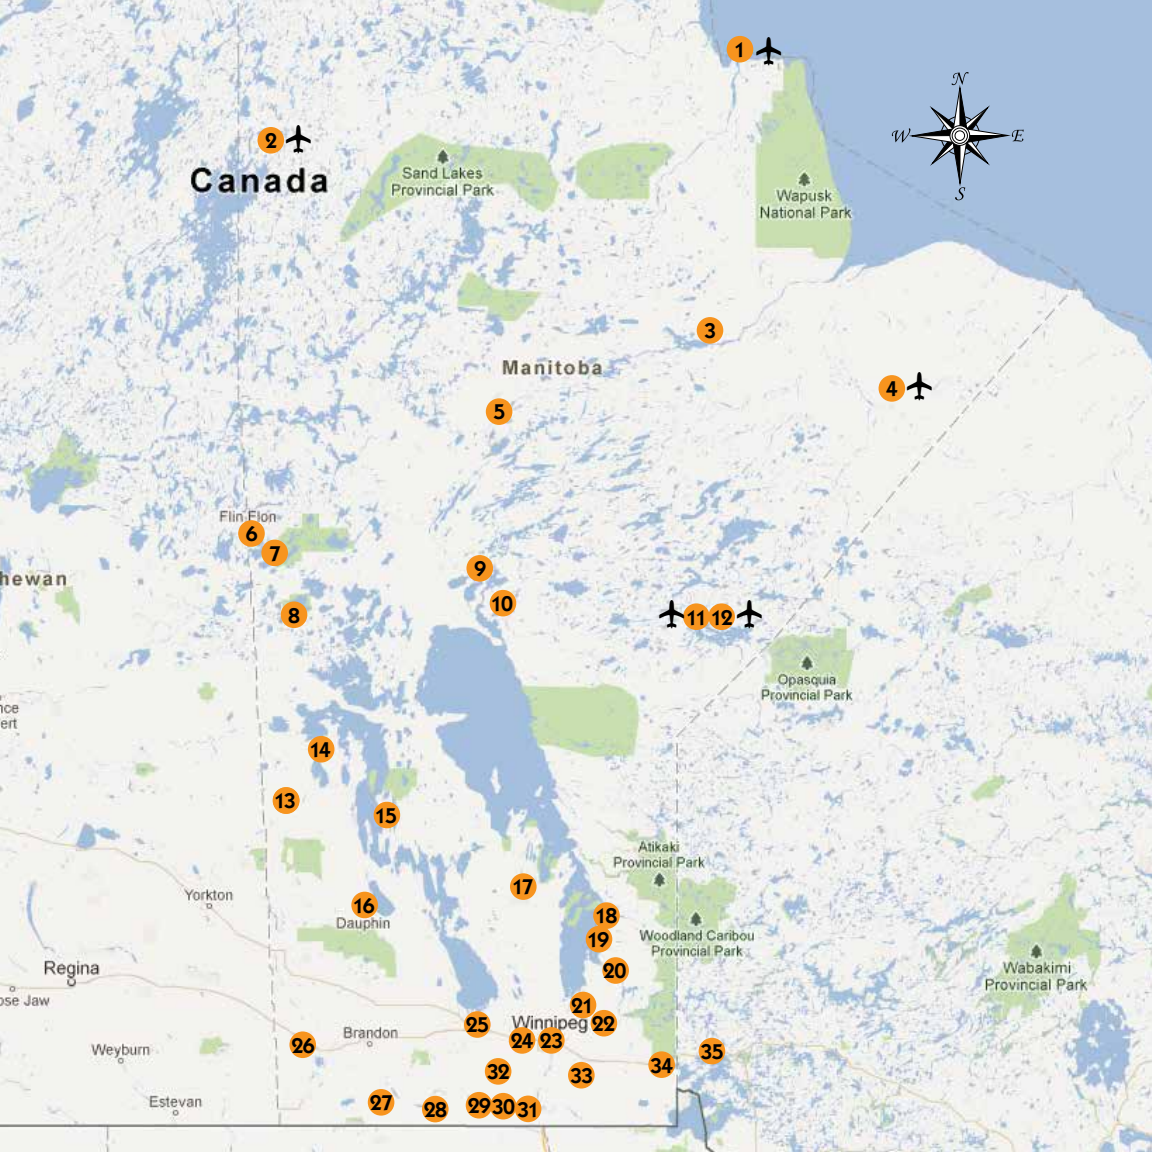 1
N
W
E
S
2
Canada
Sand Lakes
Provincial Park
Wapusk
National Park
3
Manitoba
4
5
Flin Flon
6
7
9
hewan
10
8
11
12
Opasquia
Provincial Park
nce
ert
14
13
15
Atikaki
Provincial Park
17
Yorkton
16
Dauphin
18
19
Woodland Caribou
Provincial Park
20
Regina
Wabakimi
Provincial Park
ose Jaw
21
25
Winnipeg
22
Brandon
24
23
26
Weyburn
35
34
32
33
Estevan
27
28
29
30
31